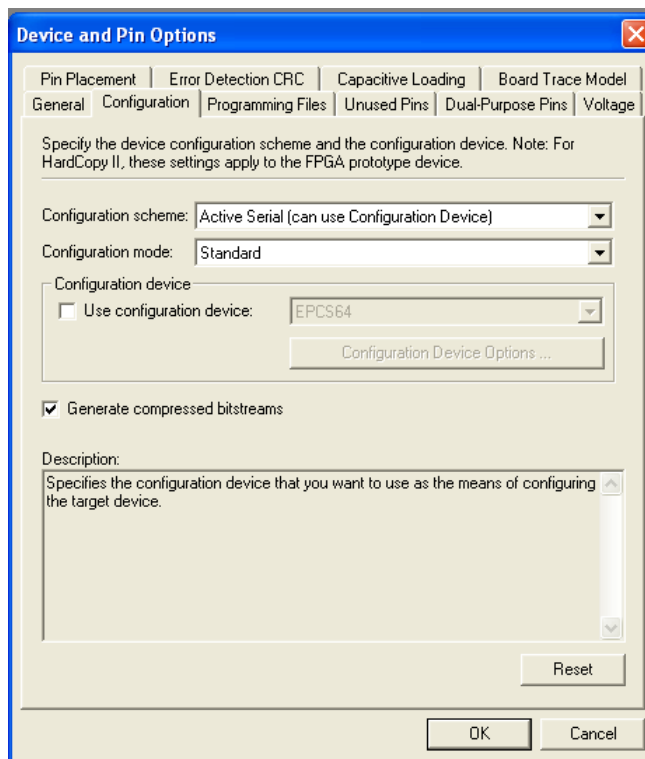 Device and Pin Options
Pin Placement Error Detection CRC Capacitive Loading Board Trace Model
General Configuration Programming Files Unused Pins Dual-Purpose Pins Voltage
Specify the device configuration scheme and the configuration device. Note: For
HardCopy II, these settings apply to the FPGA prototype device.
Configuration scheme: Active Serial (can use Configuration Device)
Configuration mode: Standard
Configuration device
Use configuration device: EPCS64
Configuration Device Options ...
Generate compressed bitstreams
Description:
Specifies the configuration device that you want to use as the means of configuring
the target device.
Reset
OK Cancel